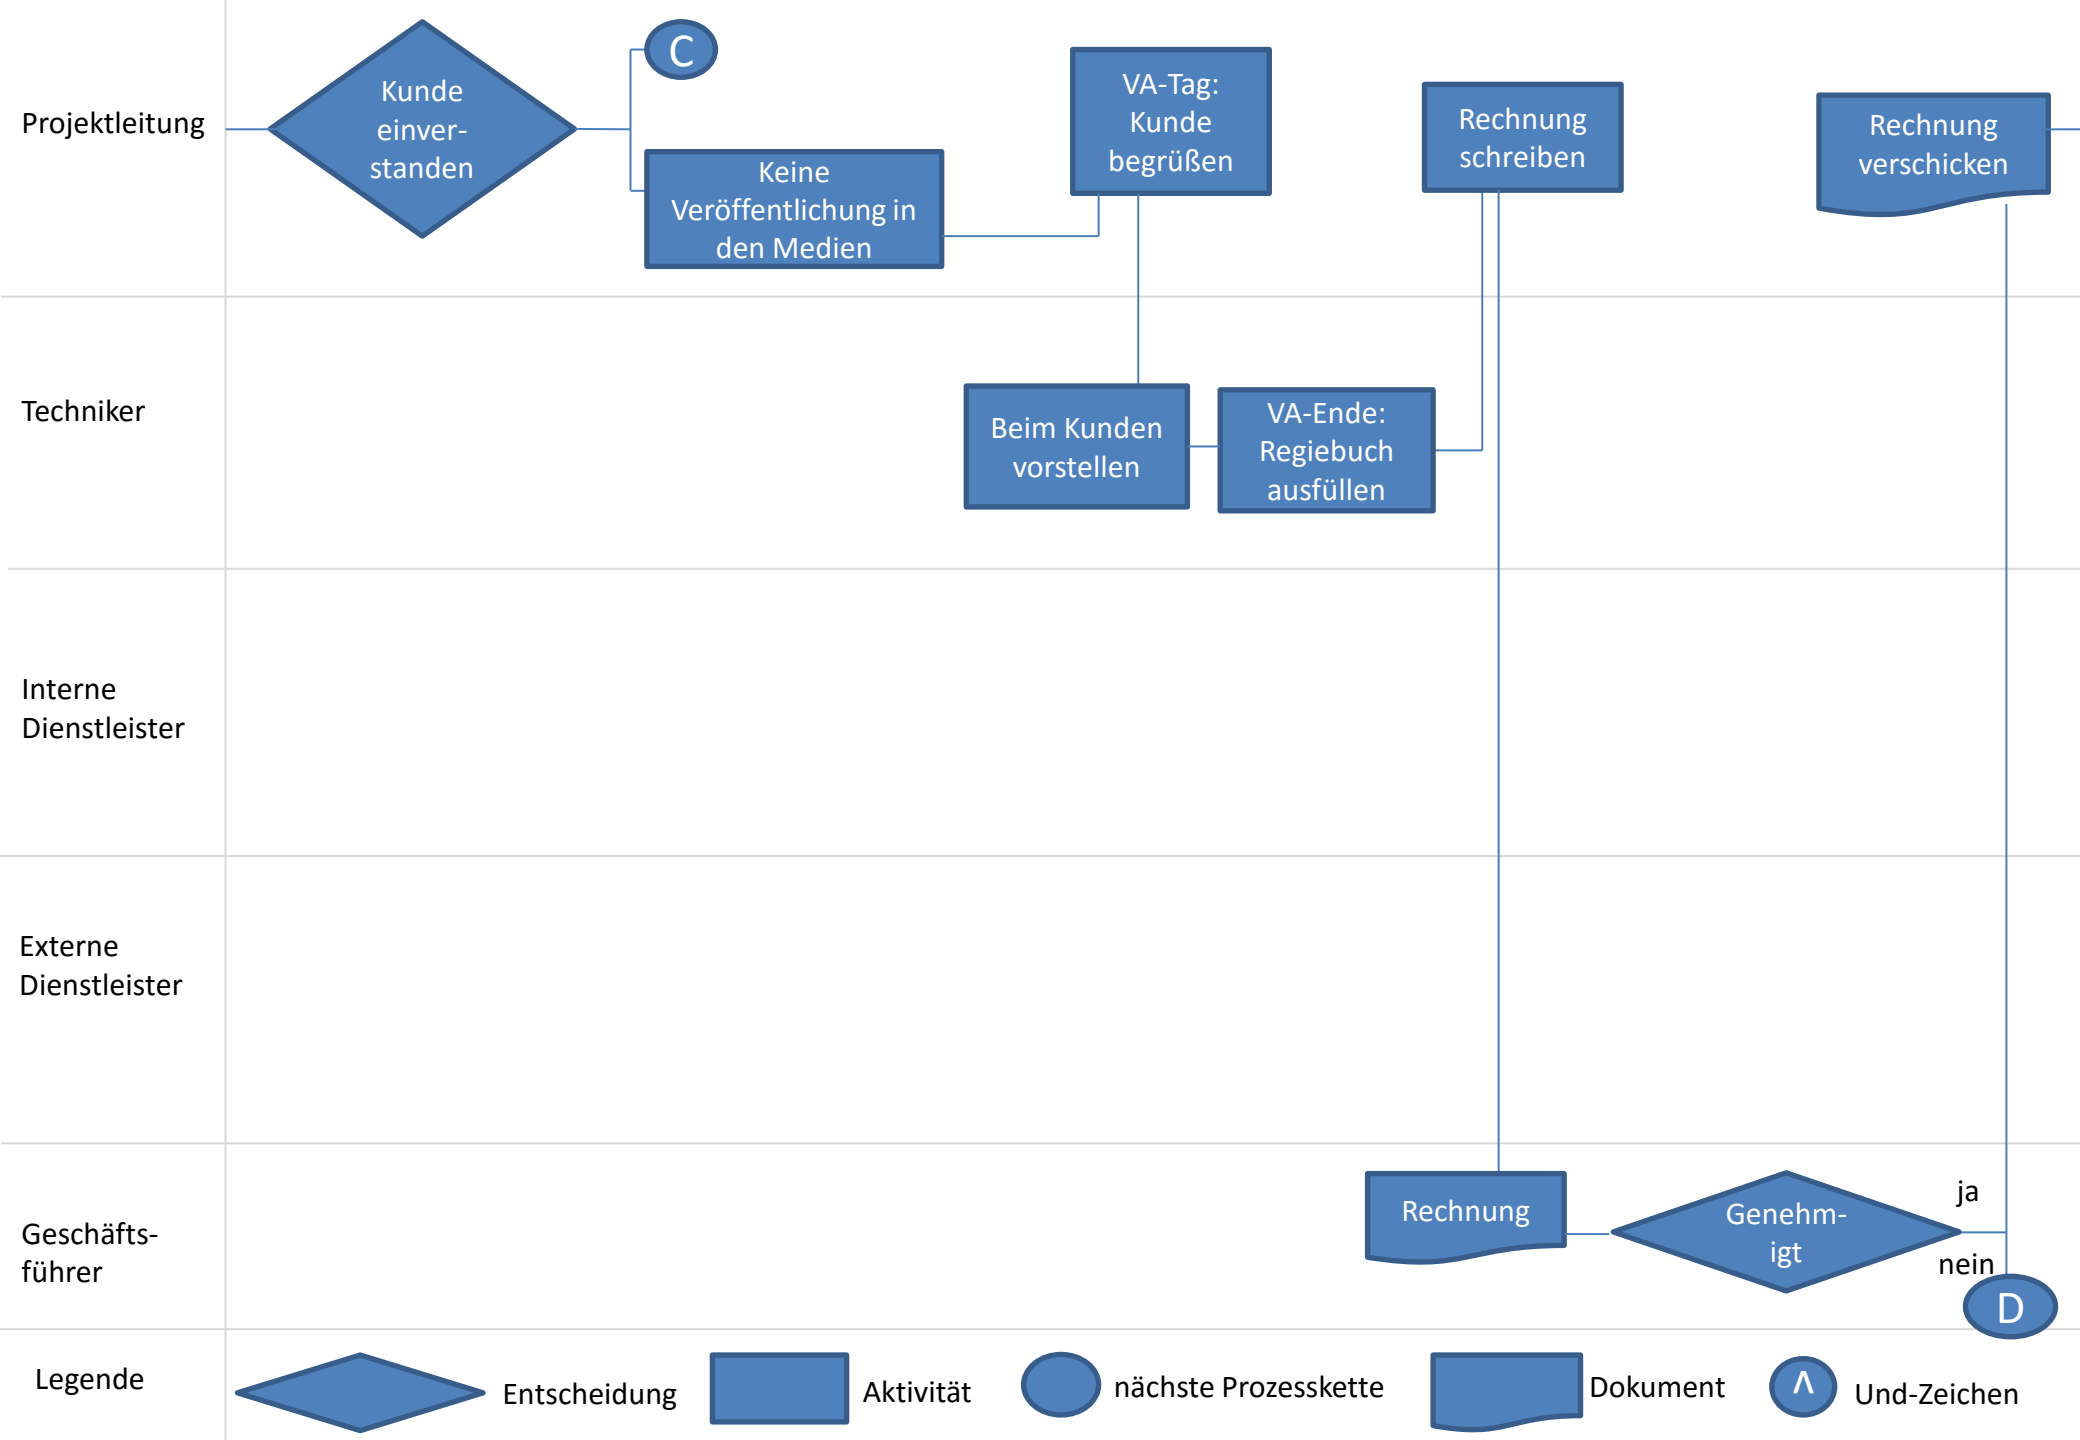 Projektleitung
Kunde
einver-
standen
C
Keine
Veröffentlichung in
den Medien
VA-Tag:
Kunde
begrüßen
Rechnung
schreiben
Rechnung
verschicken
Techniker
Beim Kunden
vorstellen
VA-Ende:
Regiebuch
ausfüllen
Interne
Dienstleister
Externe
Dienstleister
Geschäfts-
führer
Rechnung
Genehm-
igt
ja
nein
D
Legende
Entscheidung
Aktivität
nächste Prozesskette
Dokument
^
Und-Zeichen